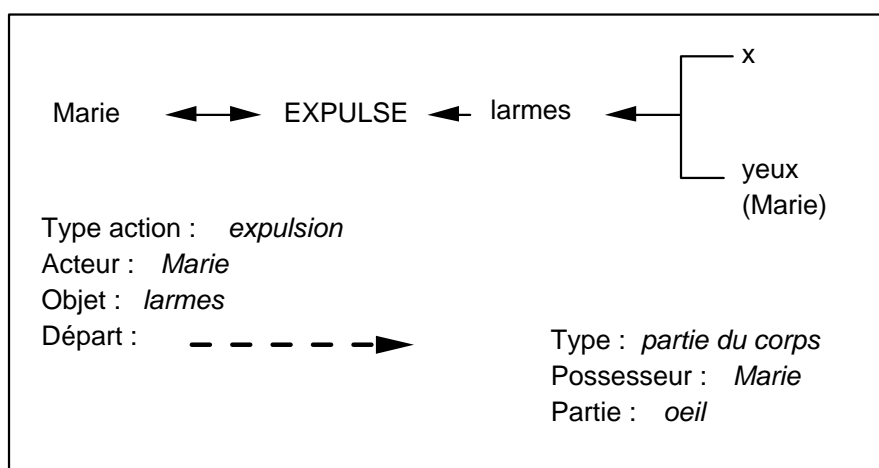 x
Marie EXPULSE larmes
yeux
(Marie)
Type action : expulsion
Acteur : Marie
Objet : larmes
Départ :
Type : partie du corps
Possesseur : Marie
Partie : oeil